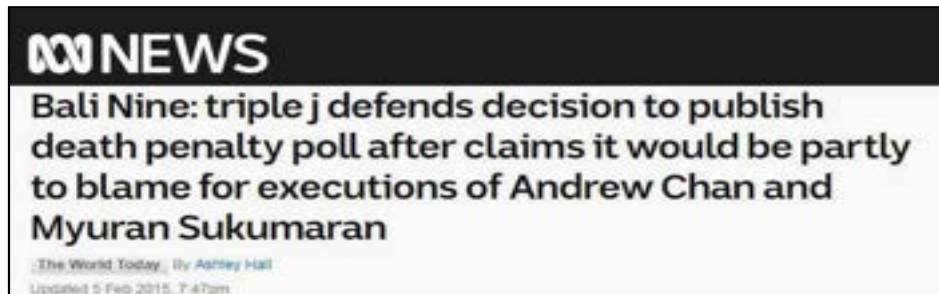 NEWS
Bali Nine: triple j defends decision to publish
death penalty poll after claims it would be partly
to blame for executions of Andrew Chan and
Myuran Sukumaran
The World Today By Ashley Hall
Updated 5 Feb 2015, 7:47pm